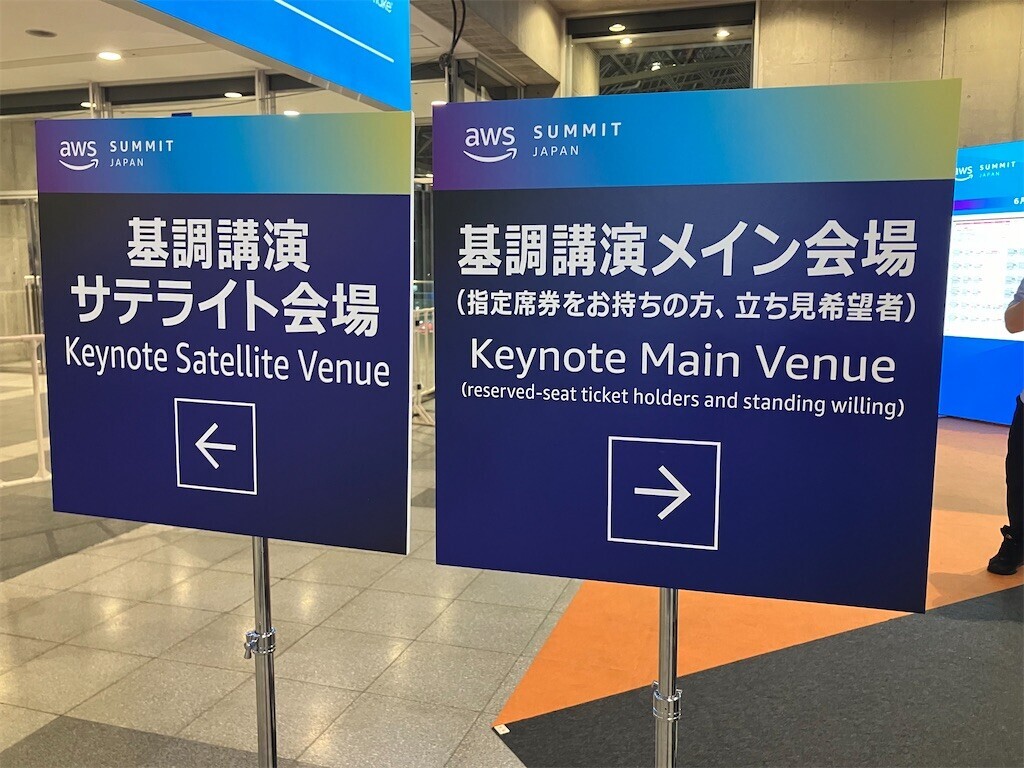 aws SUMMIT
JAPAN
基調講演
サテライト会場
Keynote Satellite Venue
aws SUMMIT
JAPAN
基調講演メイン会場
(指定席券をお持ちの方、立ち見希望者)
Keynote Main Venue
(reserved-seat ticket holders and standing willing)
aws SUMMIT
JAPAN
6月